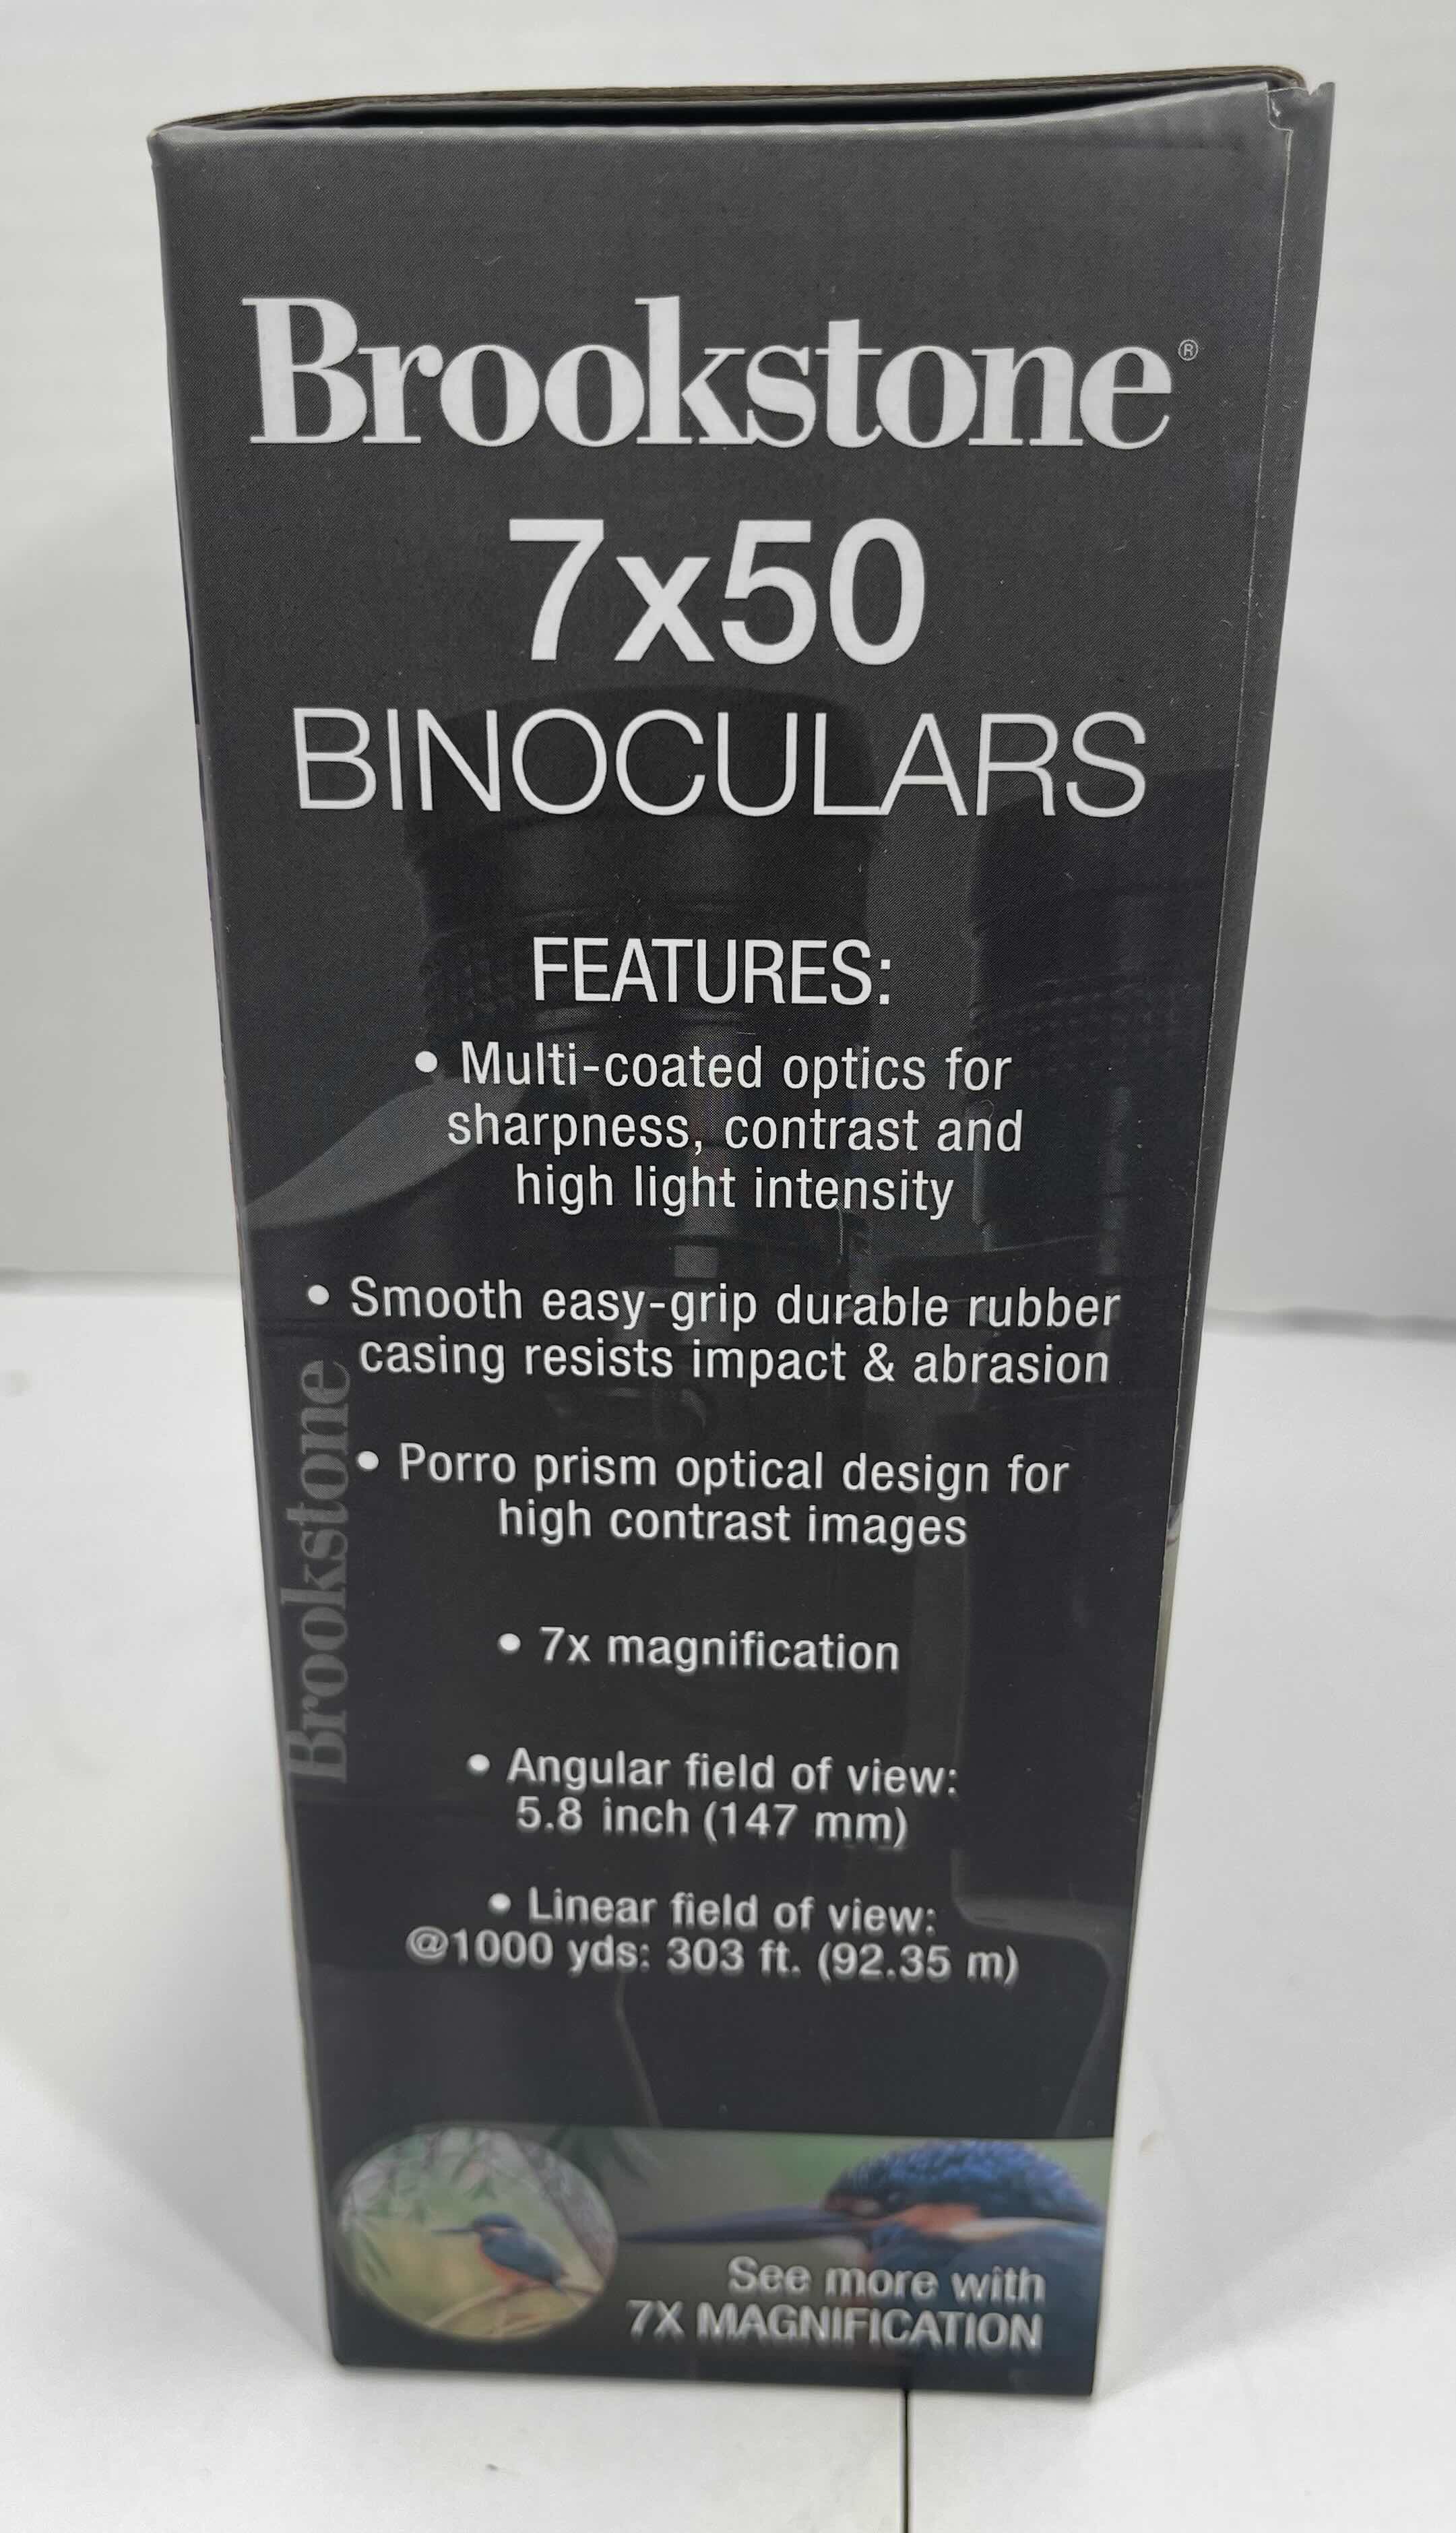 Brookstone®
7x50
BINOCULARS
FEATURES:
• Multi-coated optics for
sharpness, contrast and
high light intensity
• Smooth easy-grip durable rubber
casing resists impact & abrasion
• Porro prism optical design for
high contrast images
• 7x magnification
• Angular field of view:
5.8 inch (147 mm)
• Linear field of view:
@1000 yds: 303 ft. (92.35 m)
Brookstone
See more with
7X MAGNIFICATION